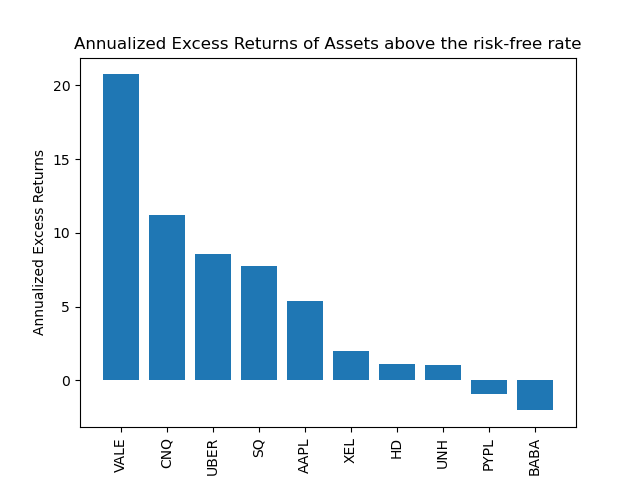 Annualized Excess Returns of Assets above the risk-free rate
Annualized Excess Returns
20
15
10
5
0
VALE
CNQ
UBER
SQ
AAPL
XEL
HD
UNH
PYPL
BABA